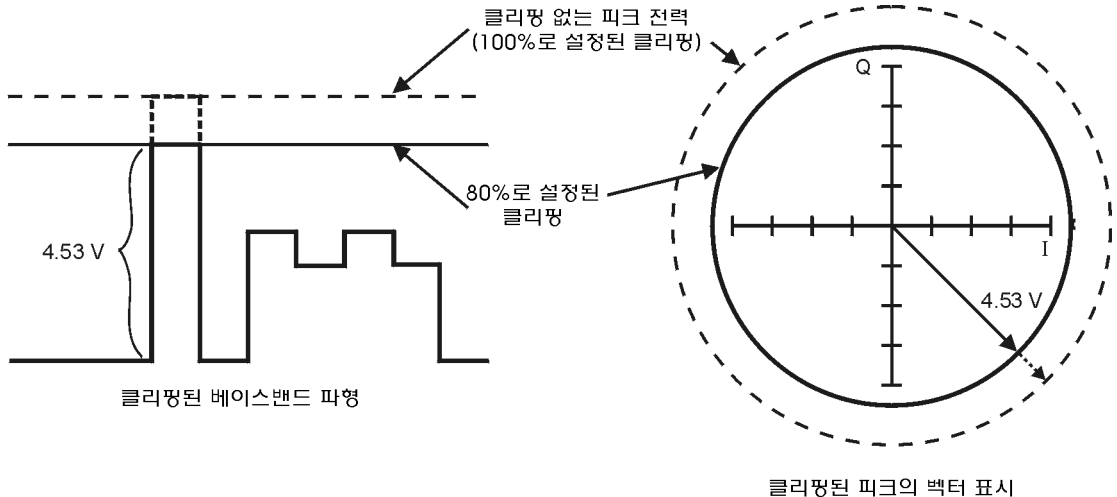 클리핑 없는 피크 전력
(100%로 설정된 클리핑)
Q
80%로 설정된
클리핑
4.53 V
I
4.53 V
클리핑된 베이스밴드 파형
클리핑된 피크의 벡터 표시